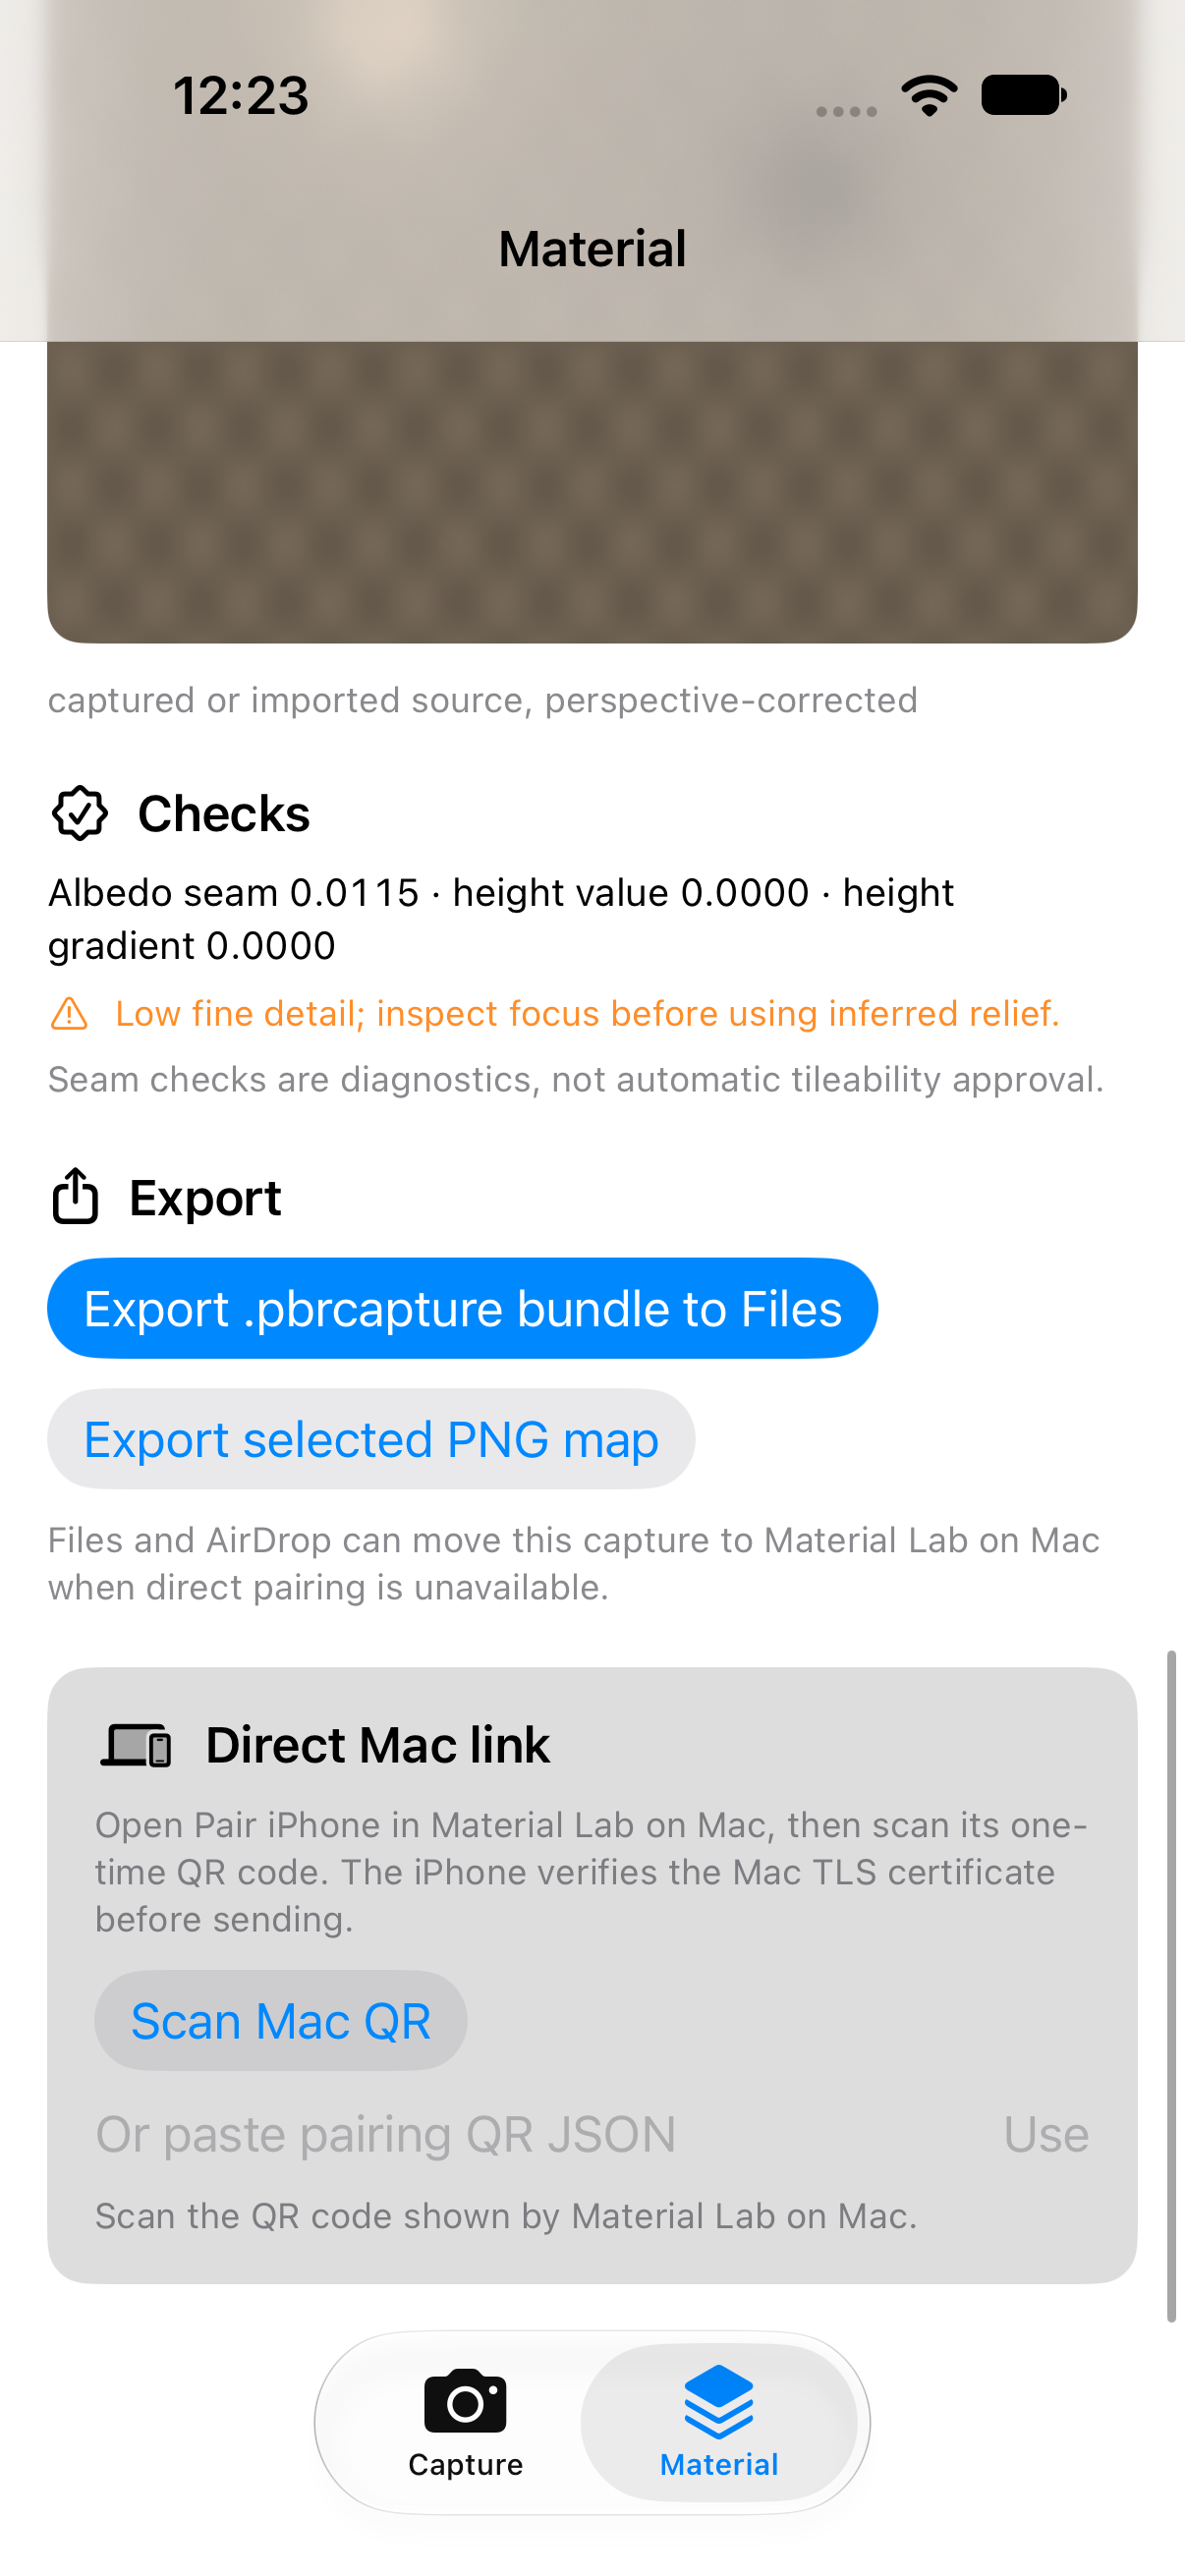 12:23
Material
captured or imported source, perspective-corrected
Checks
Albedo seam 0.0115 · height value 0.0000 · height
gradient 0.0000
Low fine detail; inspect focus before using inferred relief.
Seam checks are diagnostics, not automatic tileability approval.
Export
Export .pbrcapture bundle to Files
Export selected PNG map
Files and AirDrop can move this capture to Material Lab on Mac
when direct pairing is unavailable.
Direct Mac link
Open Pair iPhone in Material Lab on Mac, then scan its one-
time QR code. The iPhone verifies the Mac TLS certificate
before sending.
Scan Mac QR
Or paste pairing QR JSON Use
Scan the QR code shown by Material Lab on Mac.
Capture Material